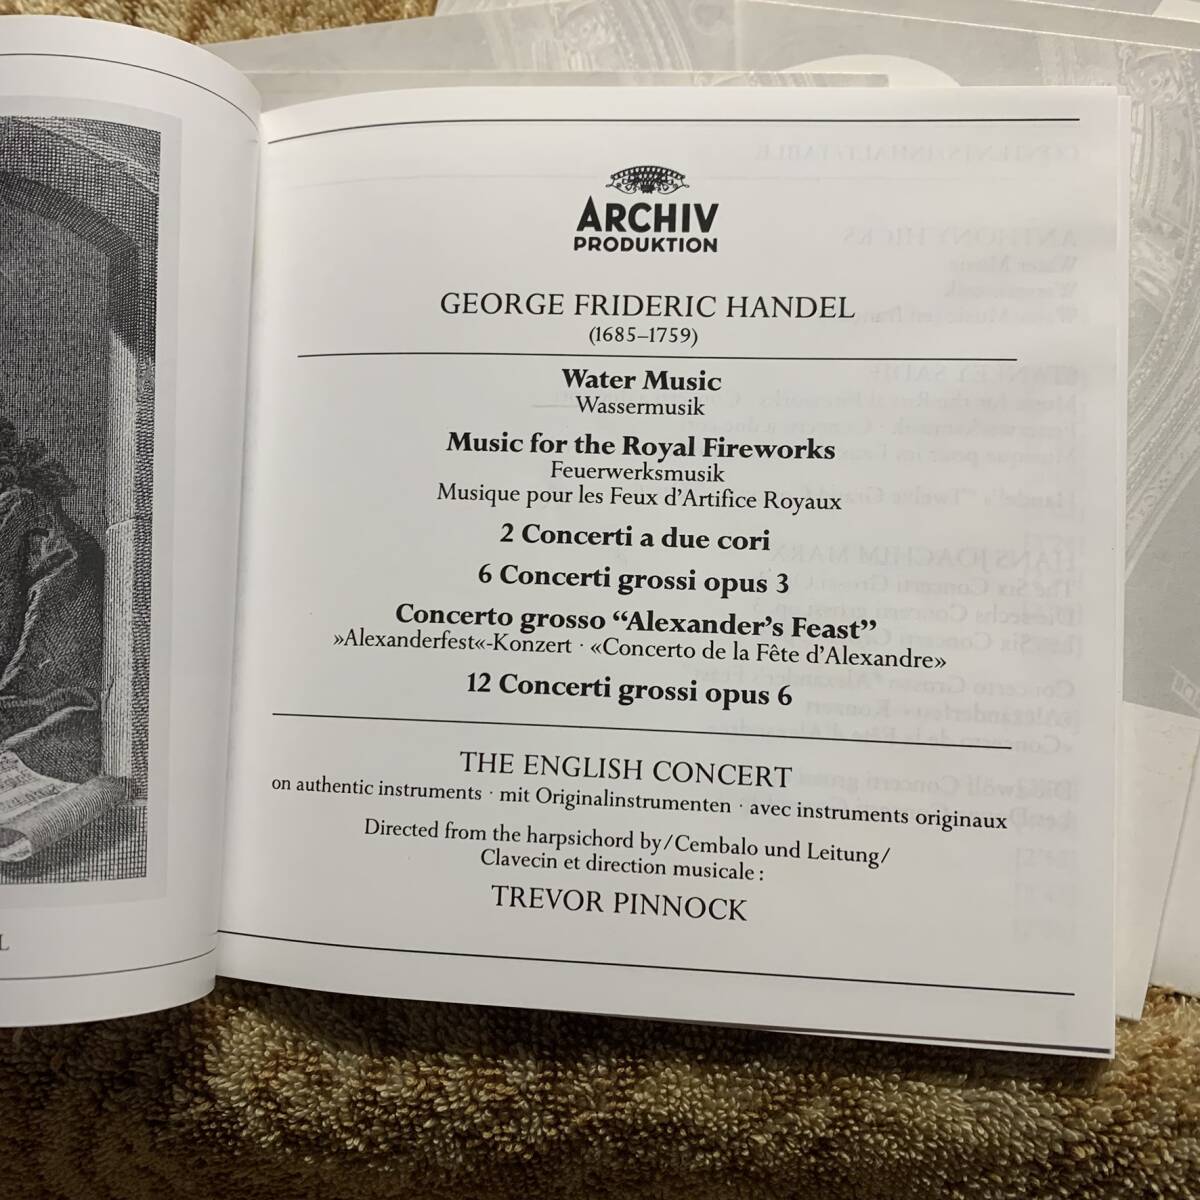 ARCHIV
PRODUKTION
GEORGE FRIDERIC HANDEL
(1685–1759)
Water Music
Wassermusik
Music for the Royal Fireworks
Feuerwerksmusik
Musique pour les Feux d'Artifice Royaux
2 Concerti a due cori
6 Concerti grossi opus 3
Concerto grosso “Alexander's Feast”
»Alexanderfest«-Konzert · «Concerto de la Fête d'Alexandre»
12 Concerti grossi opus 6
THE ENGLISH CONCERT
on authentic instruments · mit Originalinstrumenten · avec instruments originaux
Directed from the harpsichord by/Cembalo und Leitung/
Clavecin et direction musicale:
TREVOR PINNOCK